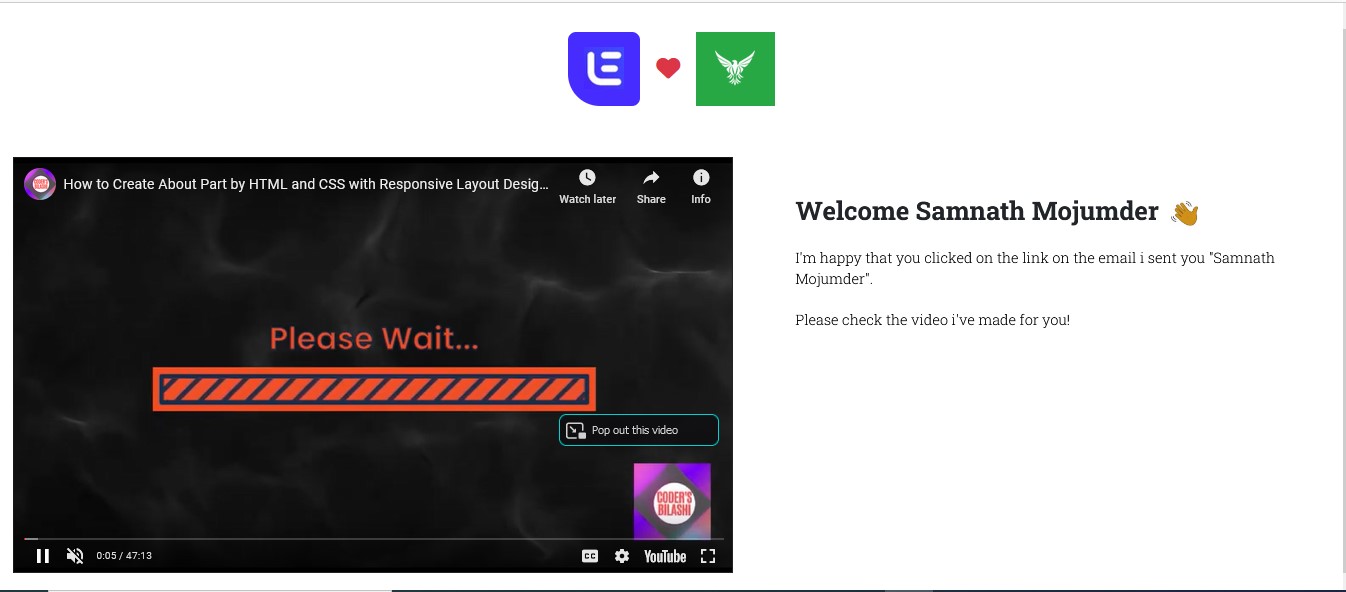 How to Create About Part by HTML and CSS with Responsive Layout Desig...
Watch later
Share
Info
Please Wait...
Pop out this video
CODER'S
BILASHI
0:05 / 47:13
CC
YouTube
Welcome Samnath Mojumder 👋
I'm happy that you clicked on the link on the email i sent you "Samnath
Mojumder".
Please check the video i've made for you!